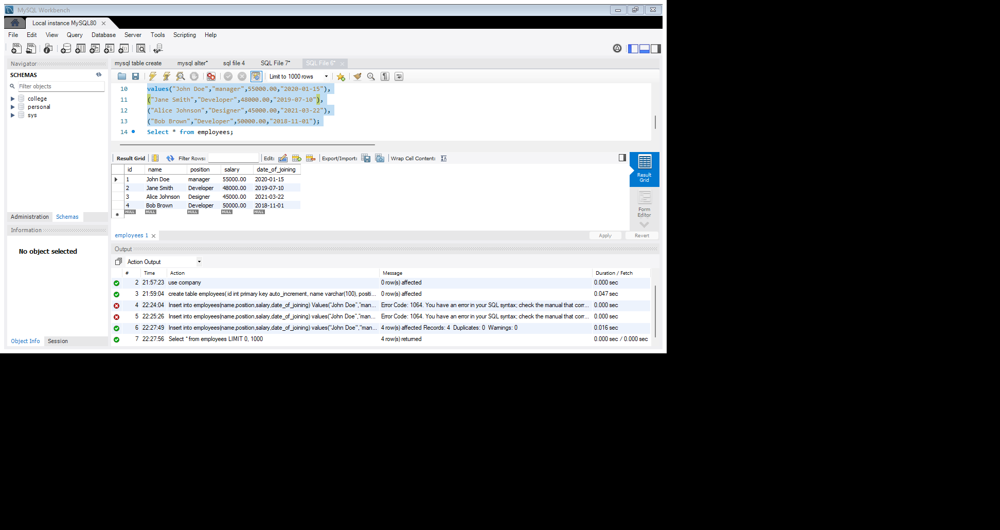 MySQL Workbench
Local instance MySQL80
File Edit View Query Database Server Tools Scripting Help
Navigator
SCHEMAS
Filter objects
college
personal
sys
Administration Schemas
Information
No object selected
Object Info Session
mysql table create mysql alter* sql file 4 SQL File 7* SQL File 6*
Limit to 1000 rows
10 values("John Doe","manager",55000.00,"2020-01-15"),
11 ("Jane Smith","Developer",48000.00,"2019-07-10"),
12 ("Alice Johnson","Designer",45000.00,"2021-03-22"),
13 ("Bob Brown","Developer",50000.00,"2018-11-01");
14 Select * from employees;
Result Grid Filter Rows: Edit: Export/Import: Wrap Cell Content:
id name position salary date_of_joining
1 John Doe manager 55000.00 2020-01-15
2 Jane Smith Developer 48000.00 2019-07-10
3 Alice Johnson Designer 45000.00 2021-03-22
4 Bob Brown Developer 50000.00 2018-11-01
NULL NULL NULL NULL NULL
Result
Grid
Form
Editor
employees 1
Apply Revert
Output
Action Output
# Time Action Message Duration / Fetch
2 21:57:23 use company 0 row(s) affected 0.000 sec
3 21:59:04 create table employees( id int primary key auto_increment, name varchar(100), positi... 0 row(s) affected 0.047 sec
4 22:24:04 Insert into employees(name,position,salary,date_of_joining) Values("John Doe","man... Error Code: 1064. You have an error in your SQL syntax; check the manual that corr... 0.000 sec
5 22:25:26 Insert into employees(name,position,salary,date_of_joining) values("John Doe","man... Error Code: 1064. You have an error in your SQL syntax; check the manual that corr... 0.000 sec
6 22:27:49 Insert into employees(name,position,salary,date_of_joining) values("John Doe","man... 4 row(s) affected Records: 4 Duplicates: 0 Warnings: 0 0.016 sec
7 22:27:56 Select * from employees LIMIT 0, 1000 4 row(s) returned 0.000 sec / 0.000 sec